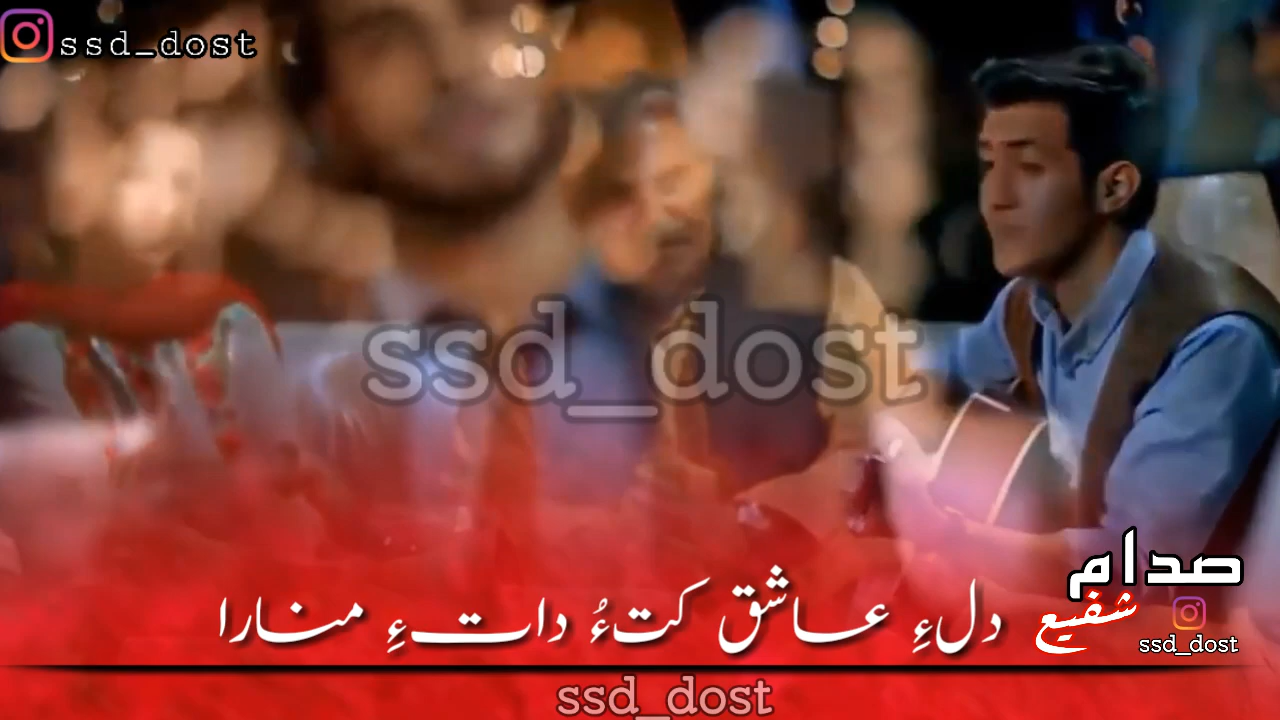 ssd_dost
ssd_dost
صدام
شفیع
ssd_dost
دلءِ عاشق کتءُ داتءِ منارا
ssd_dost